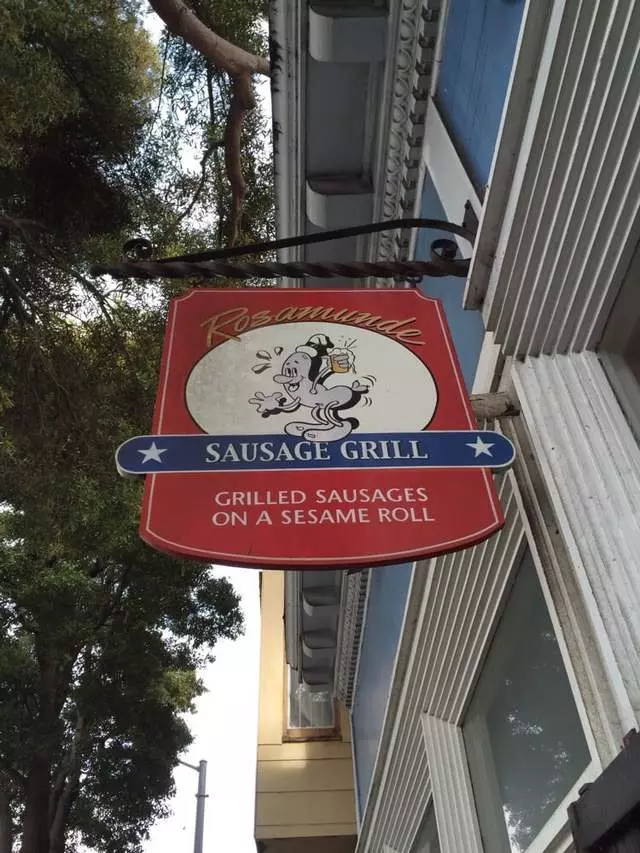 Rosamunde
SAUSAGE GRILL
GRILLED SAUSAGES
ON A SESAME ROLL